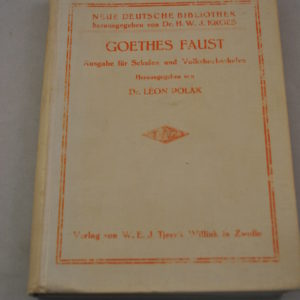 NEUE DEUTSCHE BIBLIOTHEK
herausgegeben von Dr. H. W. J. KROES
GOETHES FAUST
Ausgabe für Schulen und Volkshochschulen
Herausgegeben von
Dr. LEON POLAK
Verlag von W. E. J. Tjeenk Willink in Zwolle